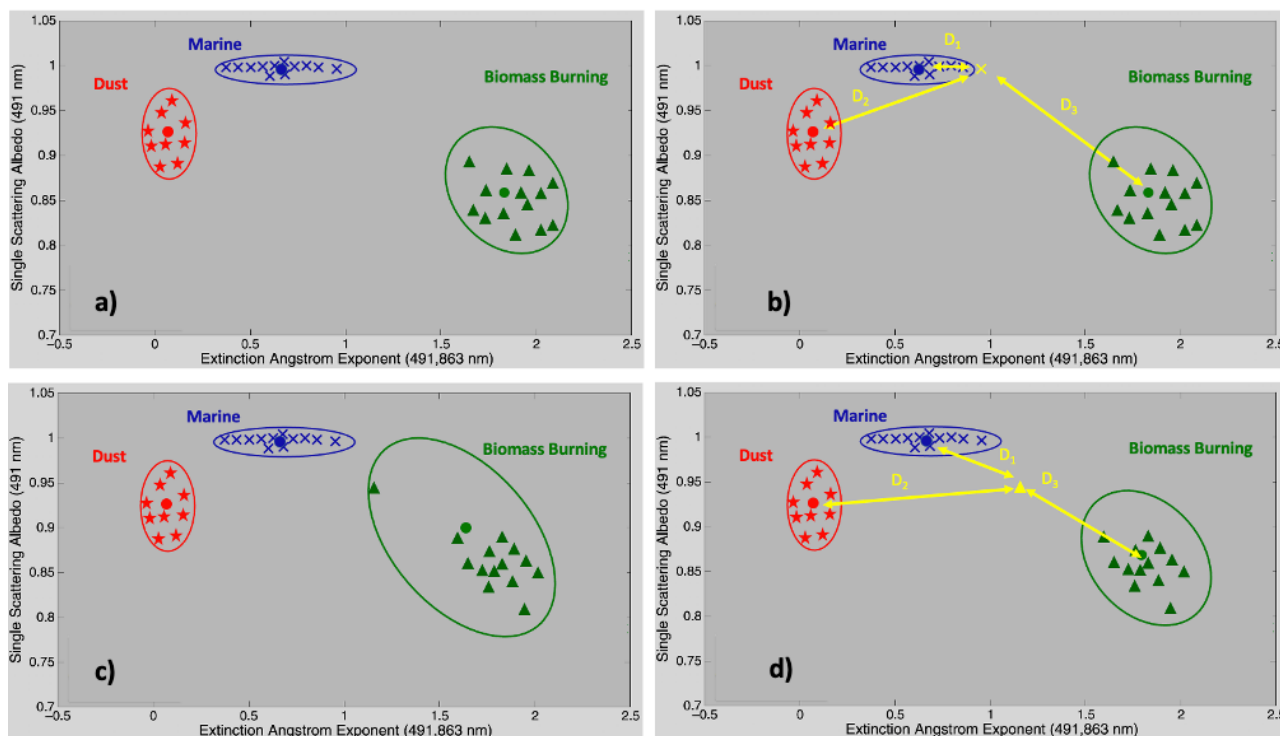 1.05
1
0.95
0.9
0.85
0.8
0.75
0.7
Single Scattering Albedo (491 nm)
Marine
Dust
Biomass Burning
a)
−0.5 0 0.5 1 1.5 2 2.5
Extinction Angstrom Exponent (491,863 nm)
1.05
1
0.95
0.9
0.85
0.8
0.75
0.7
Single Scattering Albedo (491 nm)
Marine
D1
Dust
Biomass Burning
D2
D3
b)
−0.5 0 0.5 1 1.5 2 2.5
Extinction Angstrom Exponent (491,863 nm)
1.05
1
0.95
0.9
0.85
0.8
0.75
0.7
Single Scattering Albedo (491 nm)
Marine
Dust
Biomass Burning
c)
−0.5 0 0.5 1 1.5 2 2.5
Extinction Angstrom Exponent (491,863 nm)
1.05
1
0.95
0.9
0.85
0.8
0.75
0.7
Single Scattering Albedo (491 nm)
Marine
Dust
Biomass Burning
D1
D2
D3
d)
−0.5 0 0.5 1 1.5 2 2.5
Extinction Angstrom Exponent (491,863 nm)